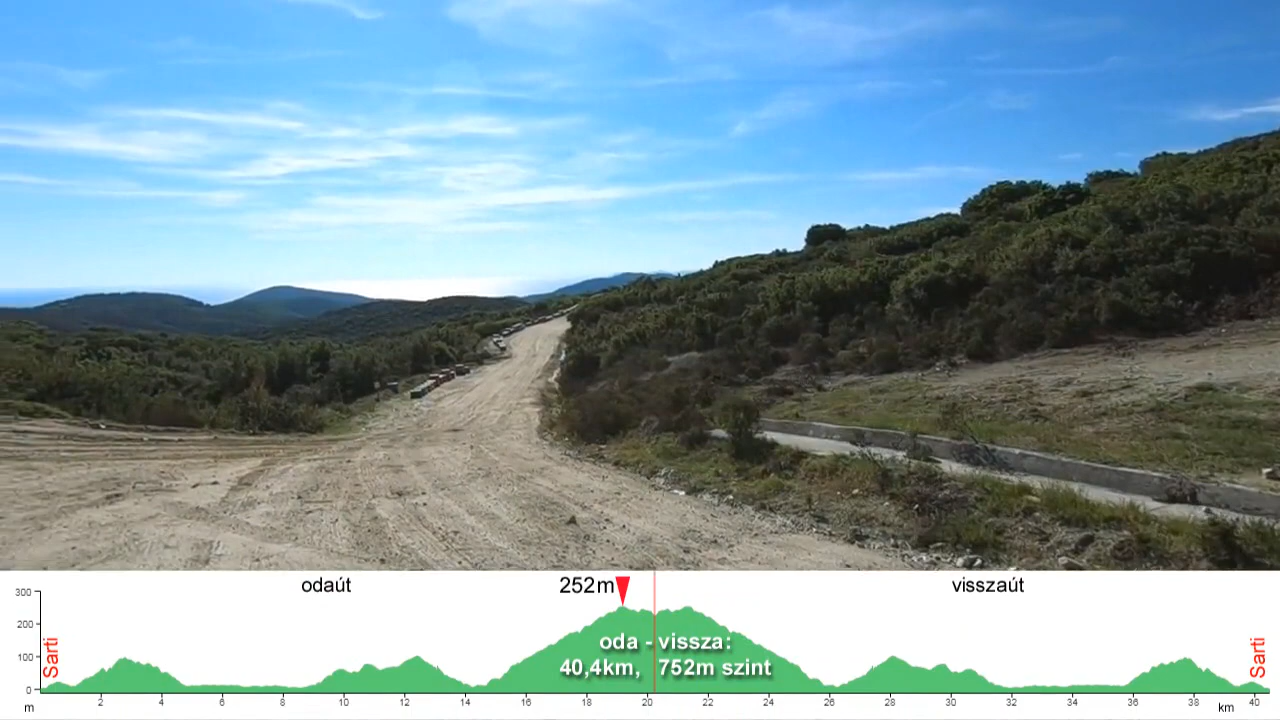 odaút 252m visszaút
300
200
100
0
Sarti
Sarti
oda - vissza:
40,4km, 752m szint
m 2 4 6 8 10 12 14 16 18 20 22 24 26 28 30 32 34 36 38 km 40